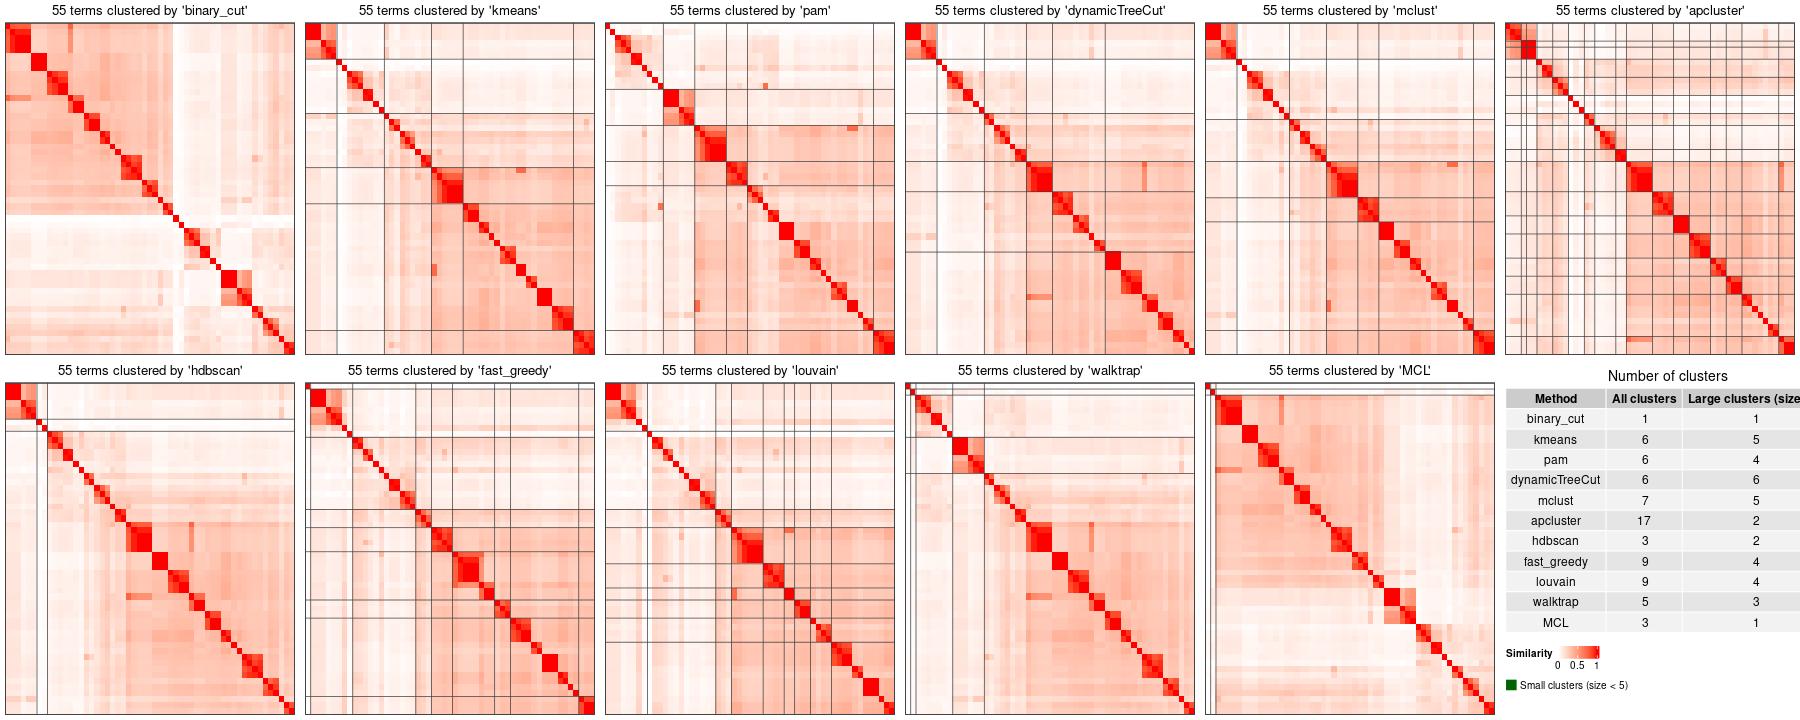 55 terms clustered by 'binary_cut'
55 terms clustered by 'kmeans'
55 terms clustered by 'pam'
55 terms clustered by 'dynamicTreeCut'
55 terms clustered by 'mclust'
55 terms clustered by 'apcluster'
55 terms clustered by 'hdbscan'
55 terms clustered by 'fast_greedy'
55 terms clustered by 'louvain'
55 terms clustered by 'walktrap'
55 terms clustered by 'MCL'
Number of clusters
Method All clusters Large clusters (size
binary_cut 1 1
kmeans 6 5
pam 6 4
dynamicTreeCut 6 6
mclust 7 5
apcluster 17 2
hdbscan 3 2
fast_greedy 9 4
louvain 9 4
walktrap 5 3
MCL 3 1
Similarity
0 0.5 1
Small clusters (size < 5)